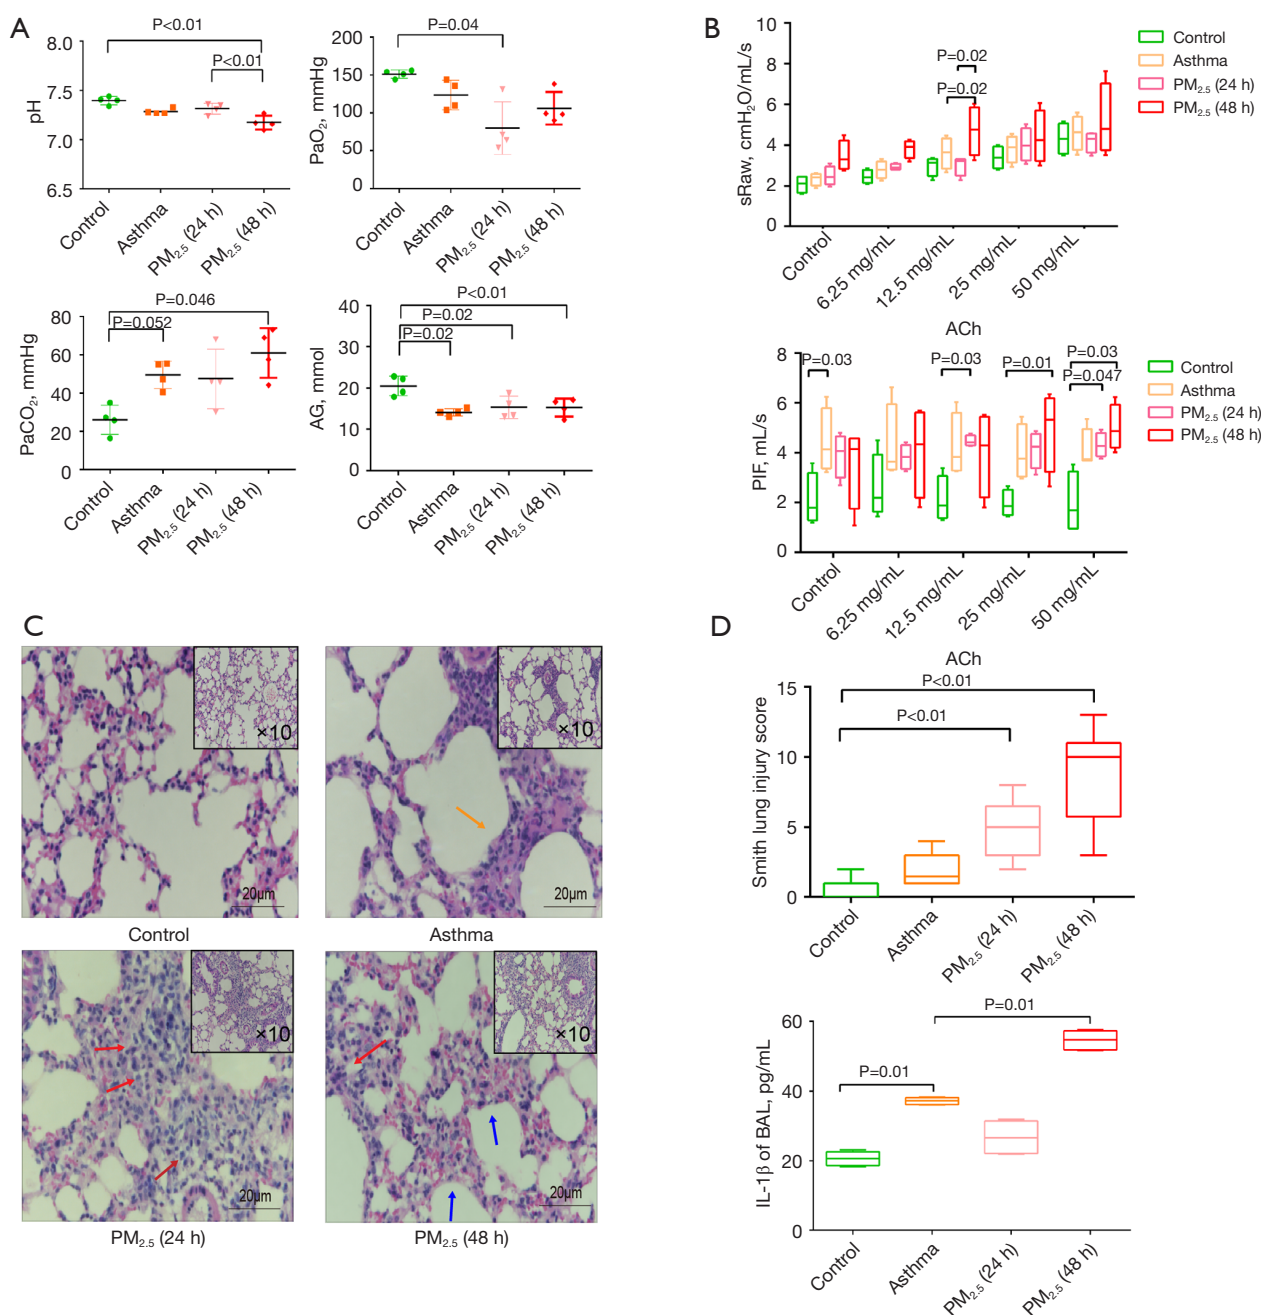 A
P<0.01
P<0.01
pH
8.0
7.5
7.0
6.5
Control
Asthma
PM2.5 (24 h)
PM2.5 (48 h)
P=0.04
PaO2, mmHg
200
150
100
50
0
Control
Asthma
PM2.5 (24 h)
PM2.5 (48 h)
P=0.046
P=0.052
PaCO2, mmHg
80
60
40
20
0
Control
Asthma
PM2.5 (24 h)
PM2.5 (48 h)
P<0.01
P=0.02
P=0.02
AG, mmol
40
30
20
10
0
Control
Asthma
PM2.5 (24 h)
PM2.5 (48 h)
B
P=0.02
P=0.02
sRaw, cmH2O/mL/s
10
8
6
4
2
0
Control
6.25 mg/mL
12.5 mg/mL
25 mg/mL
50 mg/mL
ACh
Control
Asthma
PM2.5 (24 h)
PM2.5 (48 h)
P=0.03
P=0.03
P=0.01
P=0.03
P=0.047
PIF, mL/s
8
6
4
2
0
Control
6.25 mg/mL
12.5 mg/mL
25 mg/mL
50 mg/mL
ACh
Control
Asthma
PM2.5 (24 h)
PM2.5 (48 h)
C
×10
20μm
Control
×10
20μm
Asthma
×10
20μm
PM2.5 (24 h)
×10
20μm
PM2.5 (48 h)
D
P<0.01
P<0.01
Smith lung injury score
15
10
5
0
Control
Asthma
PM2.5 (24 h)
PM2.5 (48 h)
P=0.01
P=0.01
IL-1β of BAL, pg/mL
60
40
20
0
Control
Asthma
PM2.5 (24 h)
PM2.5 (48 h)